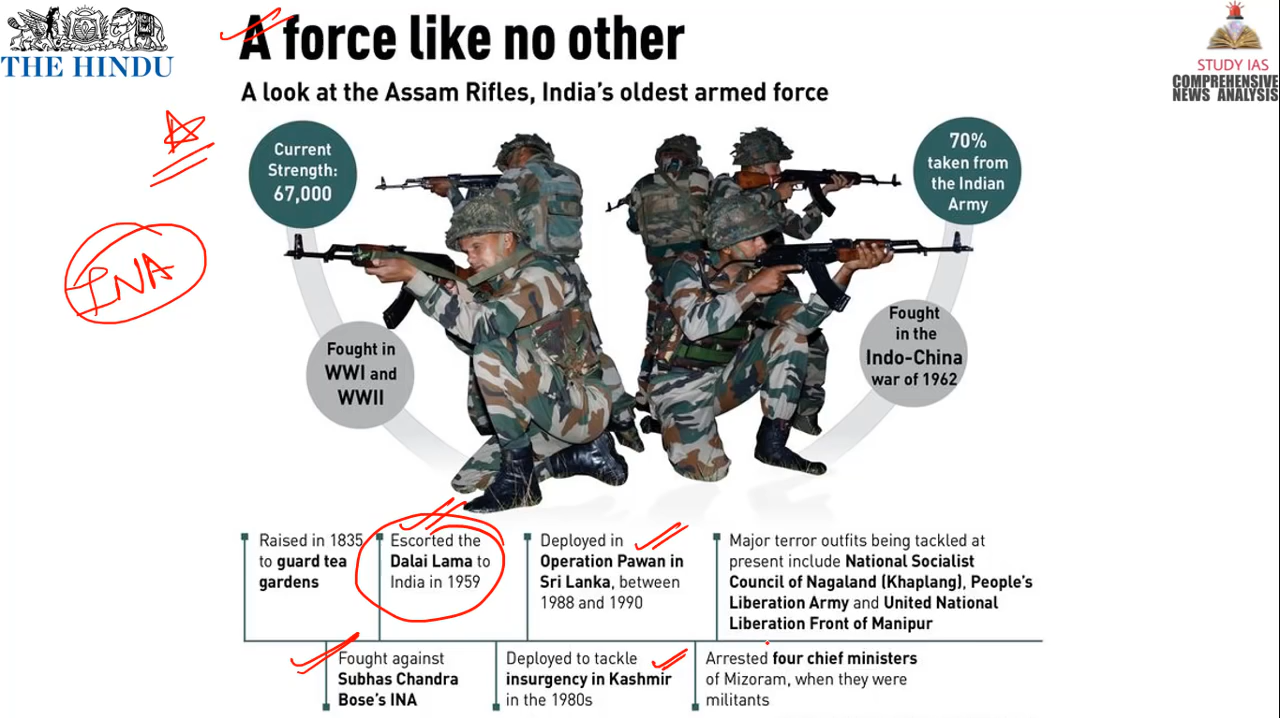 THE HINDU
A force like no other
A look at the Assam Rifles, India's oldest armed force
STUDY IAS
COMPREHENSIVE
NEWS ANALYSIS
Current
Strength:
67,000
70%
taken from
the Indian
Army
INA
Fought in
WWI and
WWII
Fought
in the
Indo-China
war of 1962
Raised in 1835
to guard tea
gardens
Escorted the
Dalai Lama to
India in 1959
Deployed in
Operation Pawan in
Sri Lanka, between
1988 and 1990
Major terror outfits being tackled at
present include National Socialist
Council of Nagaland (Khaplang), People's
Liberation Army and United National
Liberation Front of Manipur
Fought against
Subhas Chandra
Bose's INA
Deployed to tackle
insurgency in Kashmir
in the 1980s
Arrested four chief ministers
of Mizoram, when they were
militants